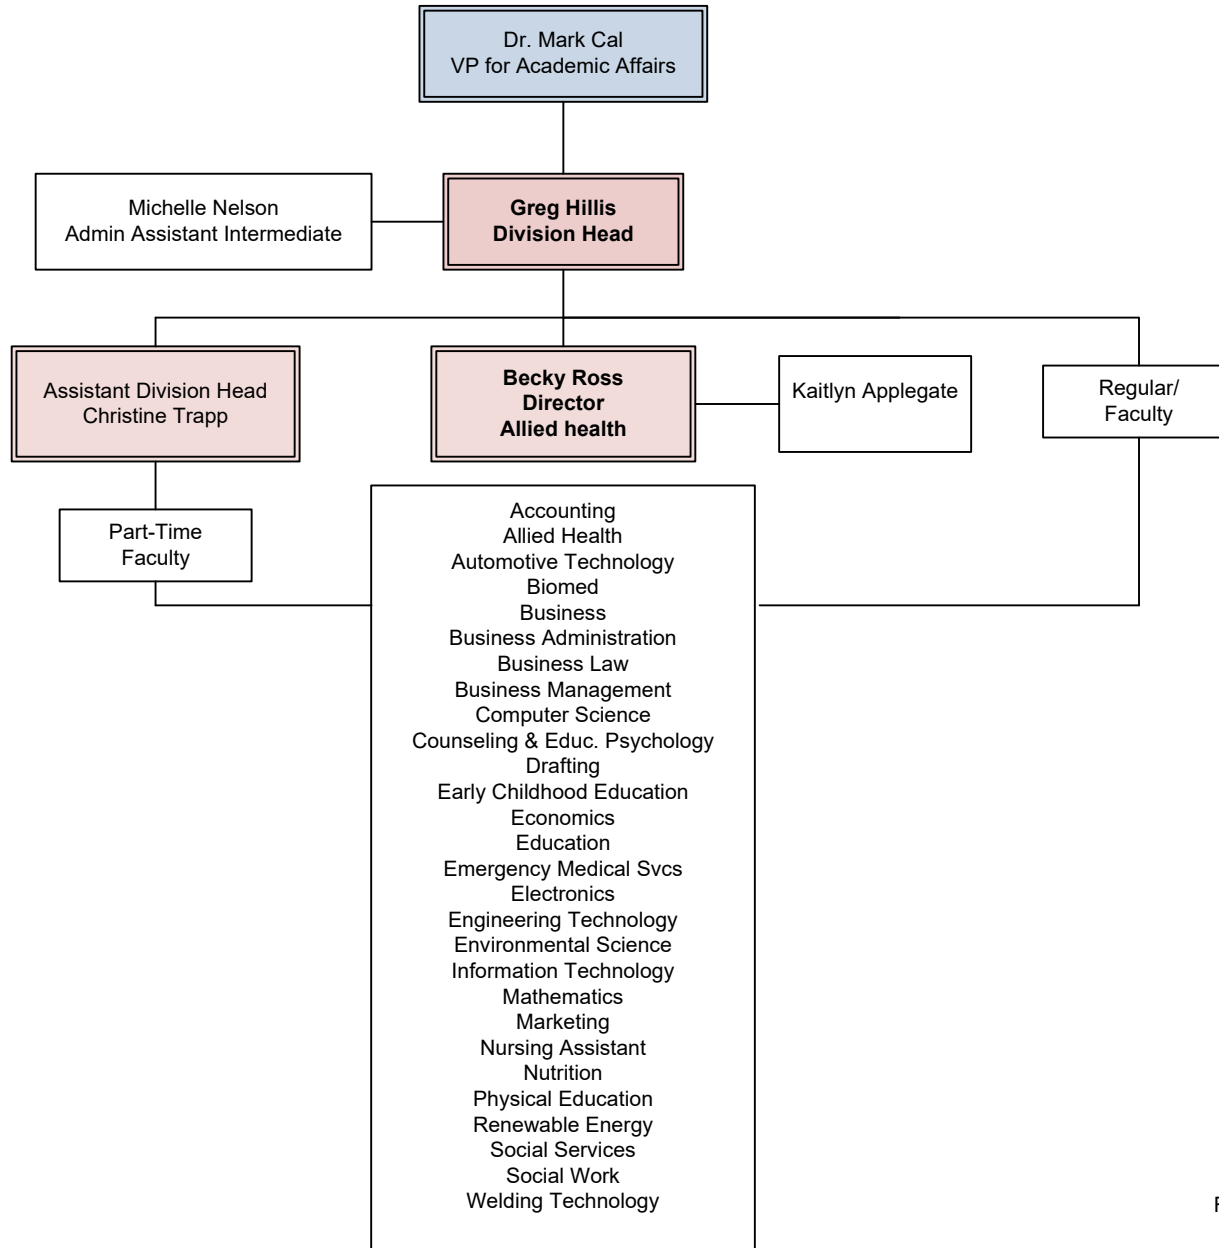 Dr. Mark Cal
VP for Academic Affairs
Michelle Nelson
Admin Assistant Intermediate
Greg Hillis
Division Head
Assistant Division Head
Christine Trapp
Becky Ross
Director
Allied health
Kaitlyn Applegate
Regular/
Faculty
Part-Time
Faculty
Accounting
Allied Health
Automotive Technology
Biomed
Business
Business Administration
Business Law
Business Management
Computer Science
Counseling & Educ. Psychology
Drafting
Early Childhood Education
Economics
Education
Emergency Medical Svcs
Electronics
Engineering Technology
Environmental Science
Information Technology
Mathematics
Marketing
Nursing Assistant
Nutrition
Physical Education
Renewable Energy
Social Services
Social Work
Welding Technology